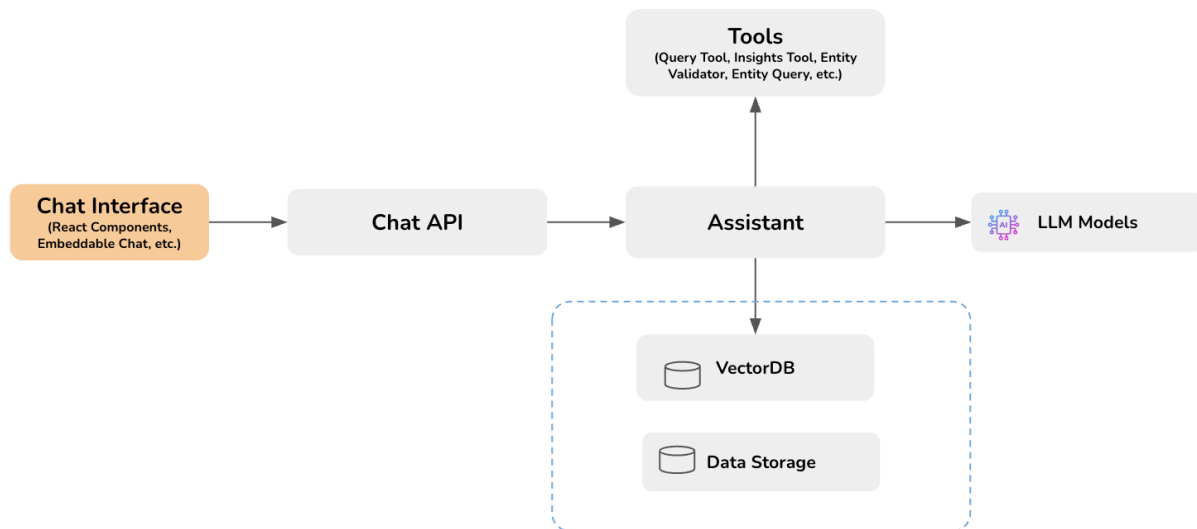 Tools
(Query Tool, Insights Tool, Entity
Validator, Entity Query, etc.)
Chat Interface
(React Components,
Embeddable Chat, etc.)
Chat API
Assistant
AI
LLM Models
VectorDB
Data Storage